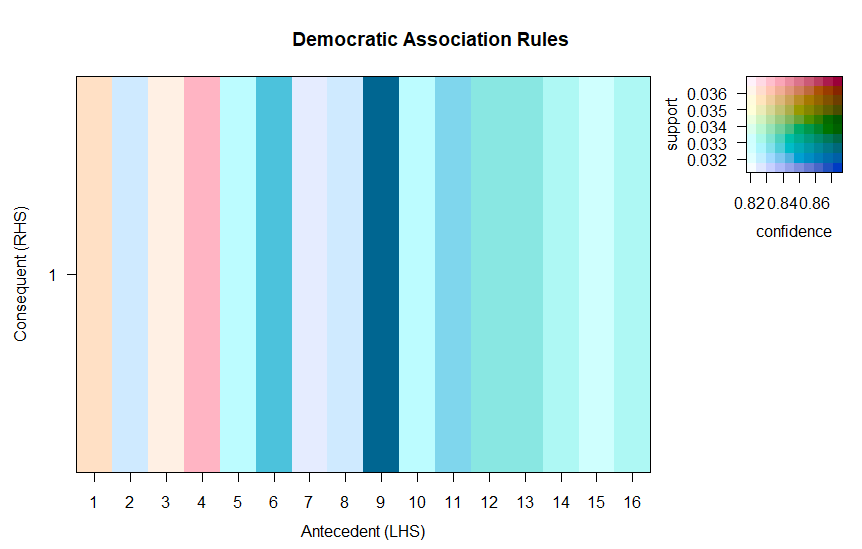 Democratic Association Rules
Consequent (RHS)
1
1 2 3 4 5 6 7 8 9 10 11 12 13 14 15 16
Antecedent (LHS)
support
0.036
0.035
0.034
0.033
0.032
0.82 0.84 0.86
confidence